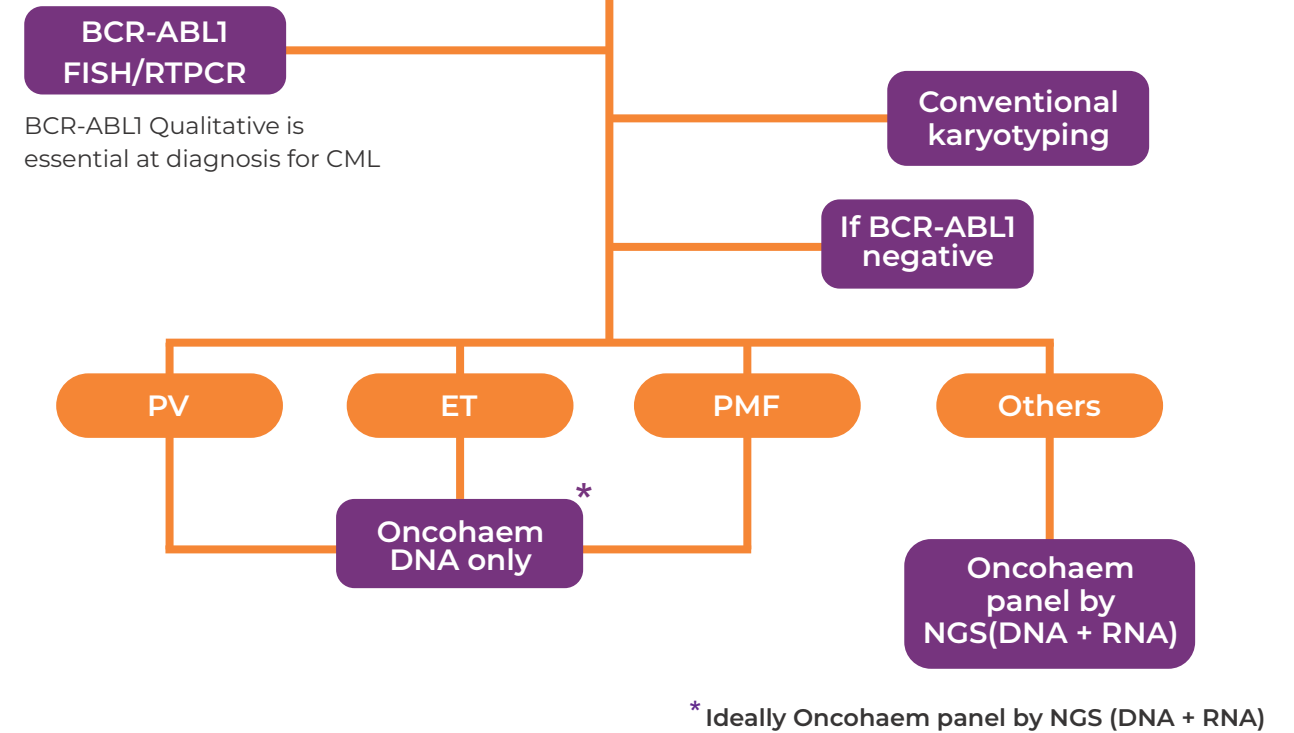 BCR-ABL1
FISH/RTPCR
BCR-ABL1 Qualitative is
essential at diagnosis for CML
Conventional
karyotyping
If BCR-ABL1
negative
PV
ET
PMF
Others
*
Oncohaem
DNA only
Oncohaem
panel by
NGS(DNA + RNA)
* Ideally Oncohaem panel by NGS (DNA + RNA)